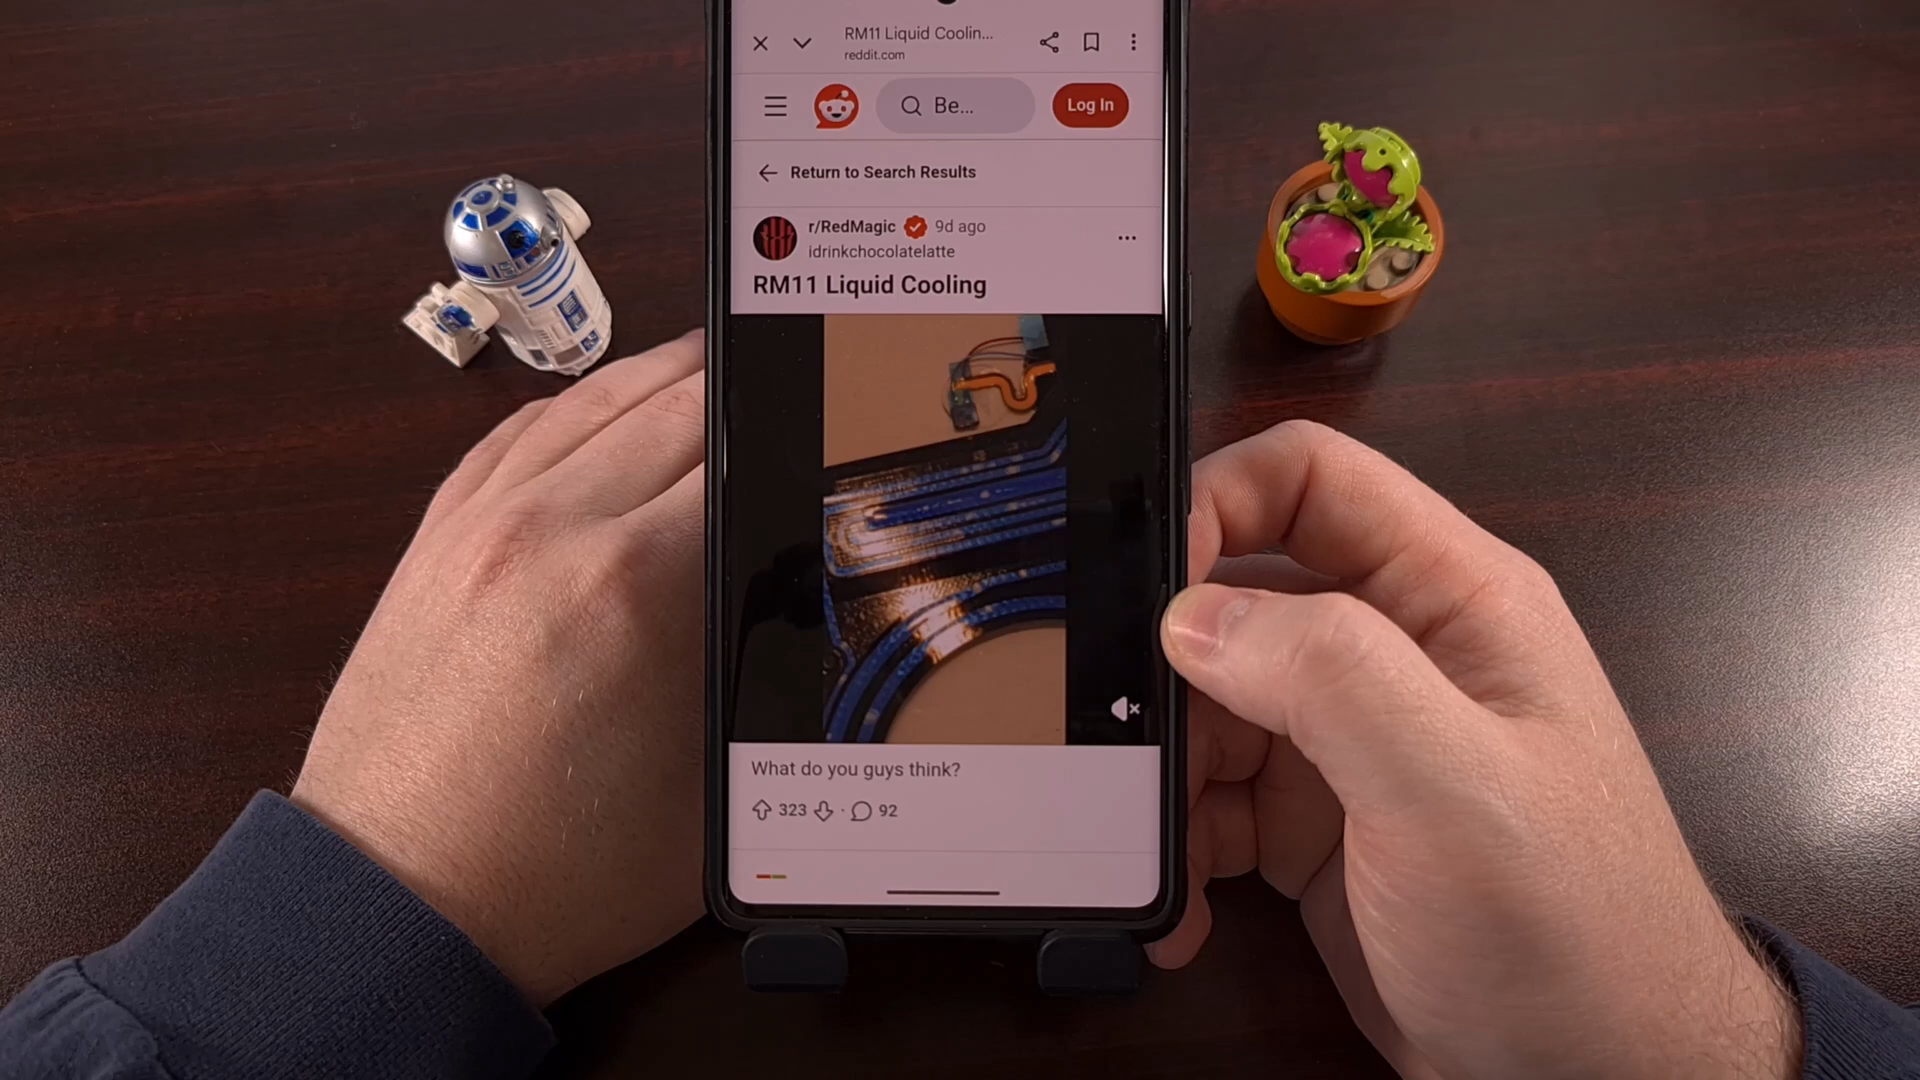 RM11 Liquid Coolin...
reddit.com
Be...
Log In
Return to Search Results
r/RedMagic 9d ago
idrinkchocolatelatte
RM11 Liquid Cooling
What do you guys think?
323 · 92